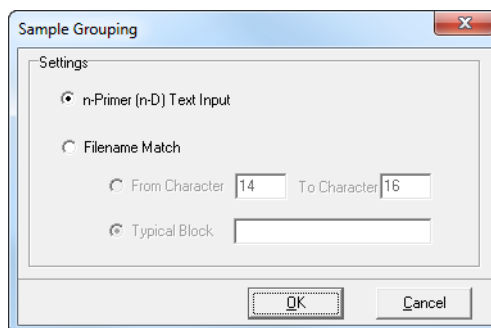 Sample Grouping
Settings
n-Primer (n-D) Text Input
Filename Match
From Character 14 To Character 16
Typical Block
OK Cancel